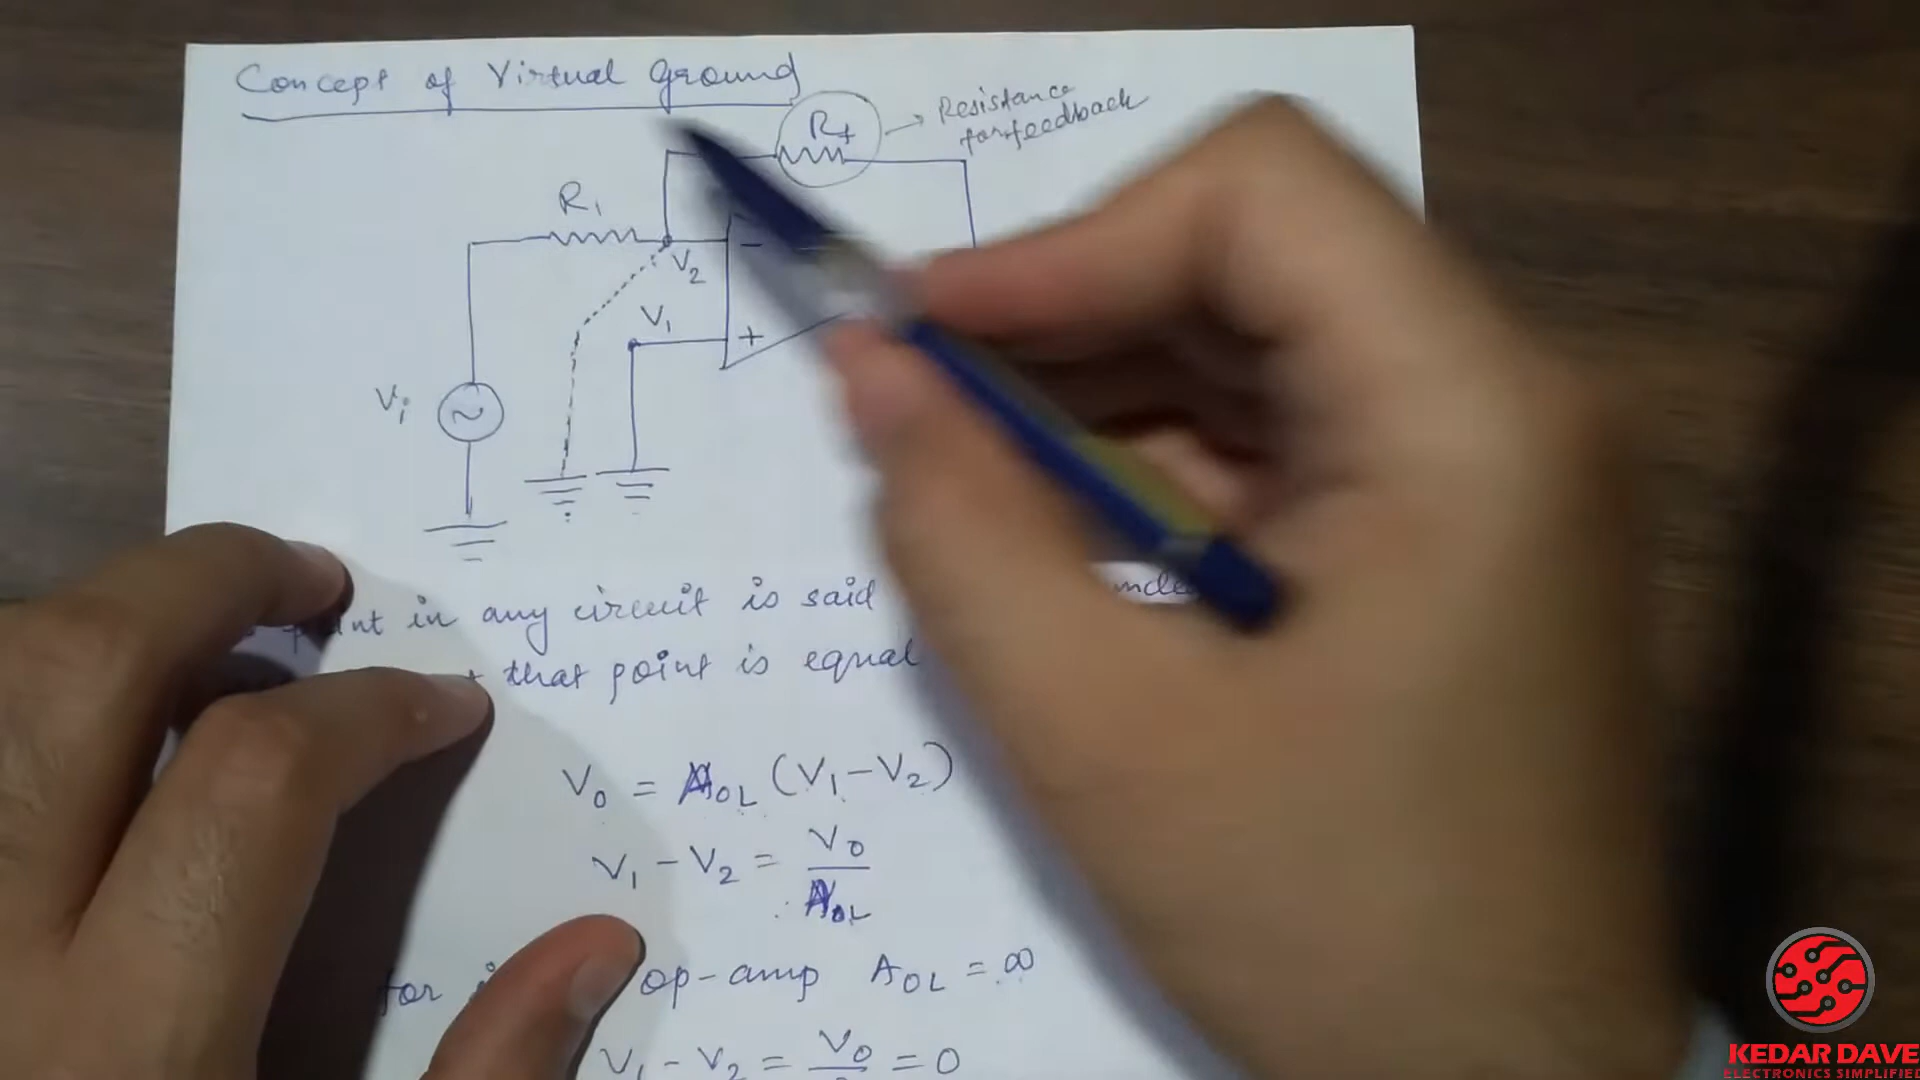 Concept of Virtual Ground
Rf
Resistance
for feedback
R1
V2
V1
-
+
Vi
in any circuit is said
that point is equal
V0 = AOL (V1-V2)
V1 - V2 = V0
AOL
for op-amp AOL = ∞
V1 - V2 = V0 = 0
KEDAR DAVE
ELECTRONICS SIMPLIFIED